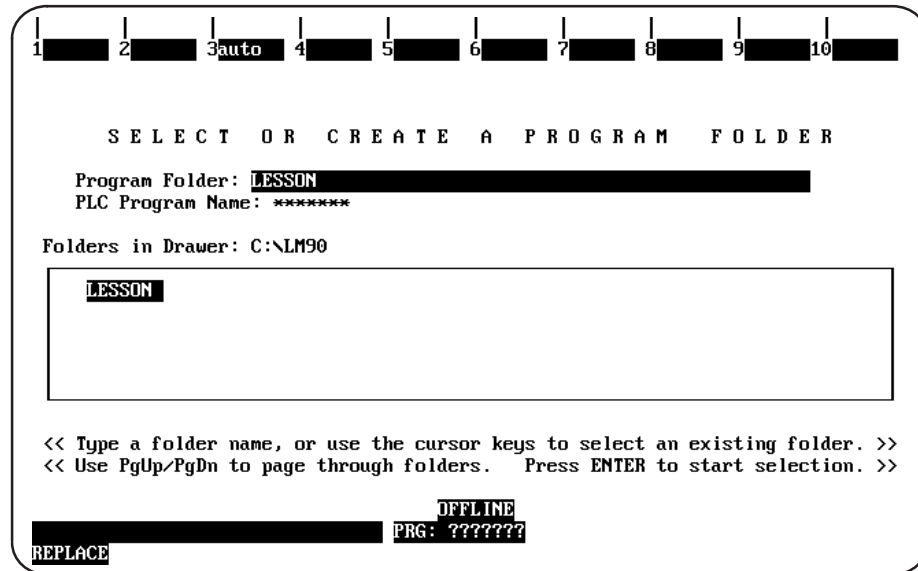 1 2 3auto 4 5 6 7 8 9 10
SELECT OR CREATE A PROGRAM FOLDER
Program Folder: LESSON
PLC Program Name: *******
Folders in Drawer: C:\LM90
LESSON
<< Type a folder name, or use the cursor keys to select an existing folder. >>
<< Use PgUp/PgDn to page through folders. Press ENTER to start selection. >>
OFFLINE
PRG: ???????
REPLACE